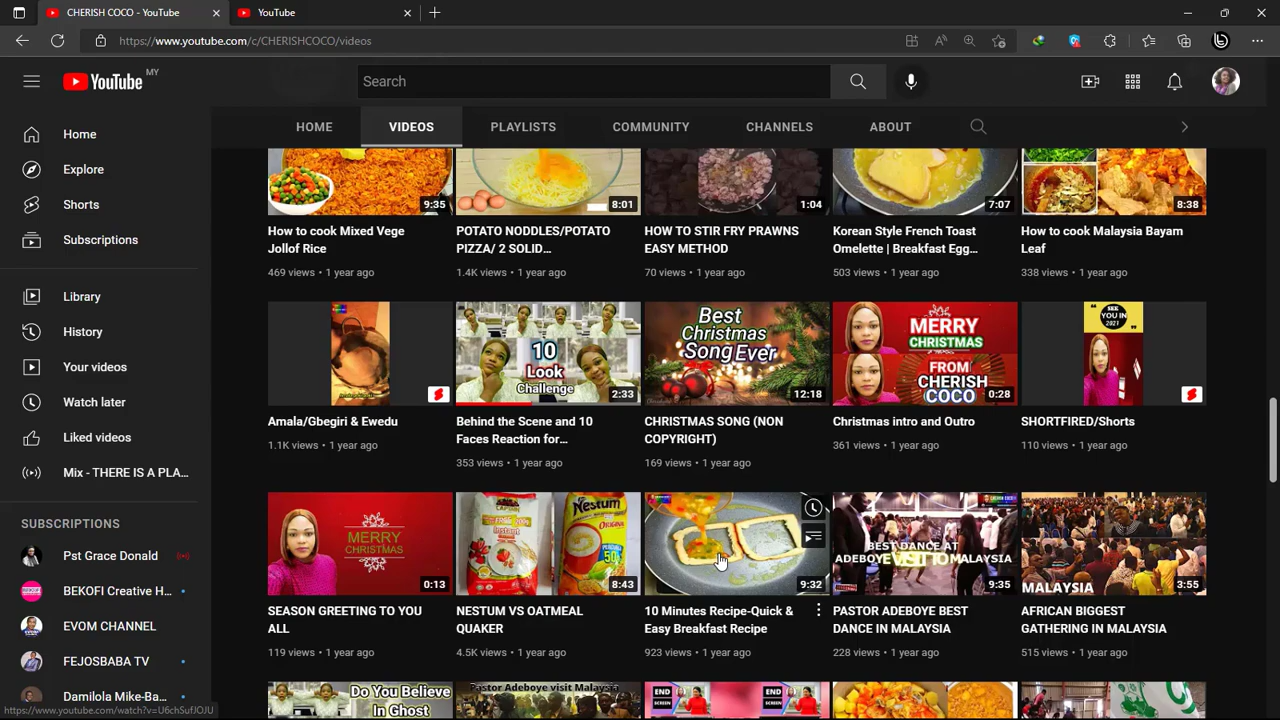 CHERISH COCO - YouTube
YouTube
https://www.youtube.com/c/CHERISHCOCO/videos
YouTube MY
Search
HOME VIDEOS PLAYLISTS COMMUNITY CHANNELS ABOUT
Home
Explore
Shorts
Subscriptions
Library
History
Your videos
Watch later
Liked videos
Mix - THERE IS A PLA...
SUBSCRIPTIONS
Pst Grace Donald
BEKOFI Creative H...
EVOM CHANNEL
FEJOSBABA TV
Damilola Mike-Ba...
9:35
How to cook Mixed Vege
Jollof Rice
469 views • 1 year ago
8:01
POTATO NODDLES/POTATO
PIZZA/ 2 SOLID...
1.4K views • 1 year ago
1:04
HOW TO STIR FRY PRAWNS
EASY METHOD
70 views • 1 year ago
7:07
Korean Style French Toast
Omelette | Breakfast Egg...
503 views • 1 year ago
8:38
How to cook Malaysia Bayam
Leaf
338 views • 1 year ago
Amala/Gbegiri & Ewedu
1.1K views • 1 year ago
10
Look
Challenge
2:33
Behind the Scene and 10
Faces Reaction for...
353 views • 1 year ago
Best
Christmas
Song Ever
12:18
CHRISTMAS SONG (NON
COPYRIGHT)
169 views • 1 year ago
MERRY
CHRISTMAS
FROM
CHERISH
COCO
0:28
Christmas intro and Outro
361 views • 1 year ago
SEE
YOU IN
2021
SHORTFIRED/Shorts
110 views • 1 year ago
MERRY
CHRISTMAS
0:13
SEASON GREETING TO YOU
ALL
119 views • 1 year ago
Instant
Nestum
ORIGINAL
8:43
NESTUM VS OATMEAL
QUAKER
4.5K views • 1 year ago
9:32
10 Minutes Recipe-Quick &
Easy Breakfast Recipe
923 views • 1 year ago
BEST DANCE AT
ADEBOYE VISIT TO MALAYSIA
9:35
PASTOR ADEBOYE BEST
DANCE IN MALAYSIA
228 views • 1 year ago
MALAYSIA
3:55
AFRICAN BIGGEST
GATHERING IN MALAYSIA
515 views • 1 year ago
Do You Believe
In Ghost
Pastor Adeboye visit Malaysia
END
SCREEN
END
SCREEN
https://www.youtube.com/watch?v=U6chSufJOJU